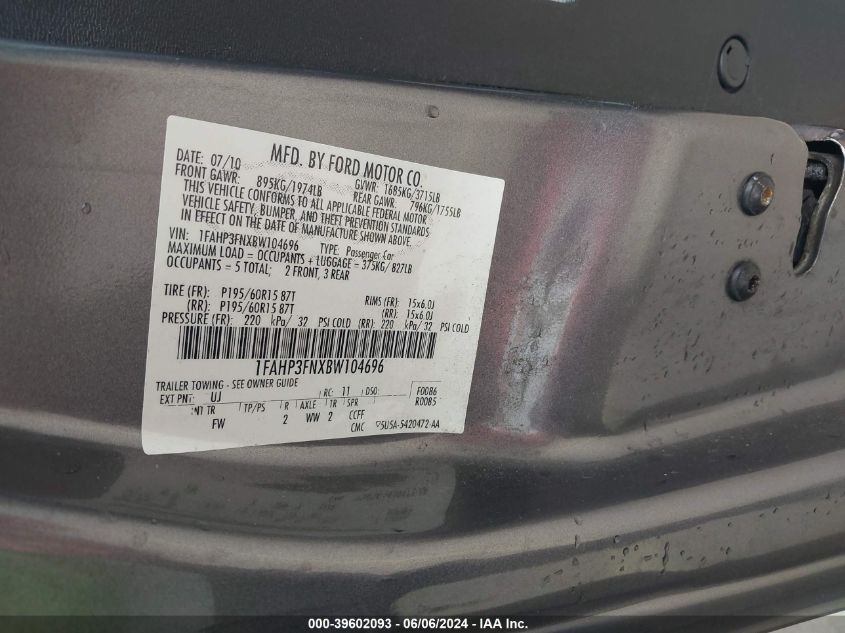 MFD. BY FORD MOTOR CO.
DATE: 07/10 GVWR: 1685KG/3715LB
FRONT GAWR: 895KG/1974LB REAR GAWR: 796KG/1755LB
THIS VEHICLE CONFORMS TO ALL APPLICABLE FEDERAL MOTOR
VEHICLE SAFETY, BUMPER, AND THEFT PREVENTION STANDARDS
IN EFFECT ON THE DATE OF MANUFACTURE SHOWN ABOVE.
VIN: 1FAHP3FNXBW104696 TYPE: Passenger Car
MAXIMUM LOAD = OCCUPANTS + LUGGAGE = 375KG/827LB
OCCUPANTS = 5 TOTAL; 2 FRONT, 3 REAR
TIRE (FR): P195/60R15 87T RIMS (FR): 15x6.0J
(RR): P195/60R15 87T (RR): 15x6.0J
PRESSURE (FR): 220 kPa/ 32 PSI COLD (RR): 220 kPa/ 32 PSI COLD
1FAHP3FNXBW104696
TRAILER TOWING - SEE OWNER GUIDE
EXT PNT: UJ RC: 11 DSO: F0086
R0085
INT TR TP/PS R AXLE TR SPR
FW 2 WW 2 CCFF
CMC 5U5A-5420472-AA
000-39602093 - 06/06/2024 - IAA Inc.